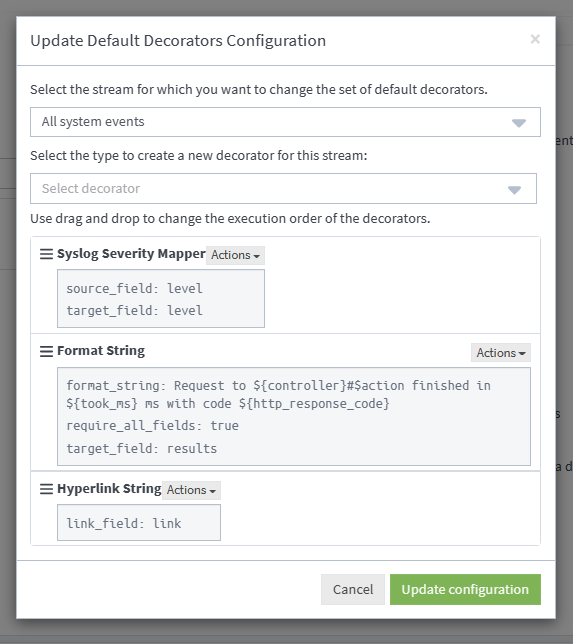 Update Default Decorators Configuration
×
Select the stream for which you want to change the set of default decorators.
All system events
ent
Select the type to create a new decorator for this stream:
Select decorator
Use drag and drop to change the execution order of the decorators.
Syslog Severity Mapper Actions
source_field: level
target_field: level
Format String Actions
format_string: Request to ${controller}#$action finished in
${took_ms} ms with code ${http_response_code}
s
require_all_fields: true
target_field: results
a d
Hyperlink String Actions
link_field: link
Cancel Update configuration